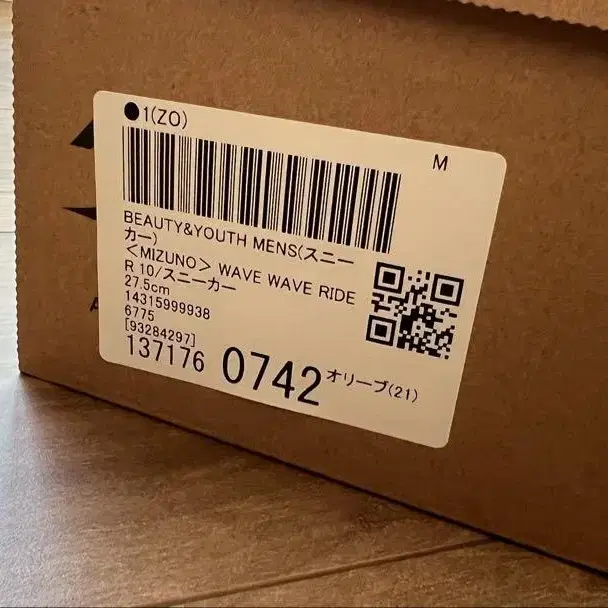 ●1(ZO)
M
BEAUTY&YOUTH MENS(スニー
カー)
＜MIZUNO＞ WAVE WAVE RIDE
R 10/スニーカー
27.5cm
14315999938
6775
[93284297]
137176 0742 オリーブ(21)